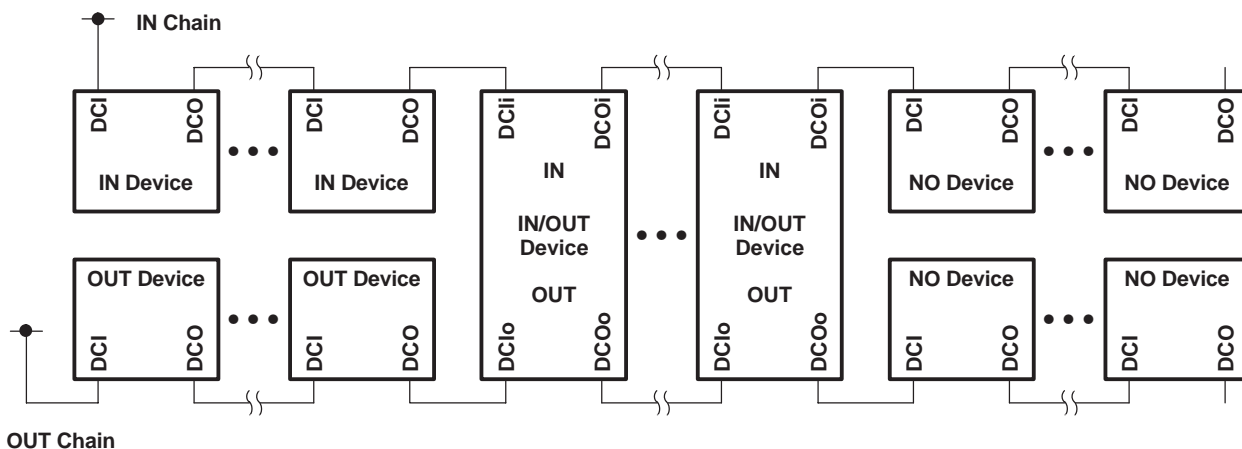 IN Chain
DCI
DCO
IN Device
DCI
DCO
IN Device
DCIi
DCOi
IN
IN/OUT
Device
OUT
DCIo
DCOo
DCIi
DCOi
IN
IN/OUT
Device
OUT
DCIo
DCOo
DCI
DCO
NO Device
DCI
DCO
NO Device
OUT Device
DCI
DCO
OUT Device
DCI
DCO
NO Device
DCI
DCO
NO Device
DCI
DCO
OUT Chain